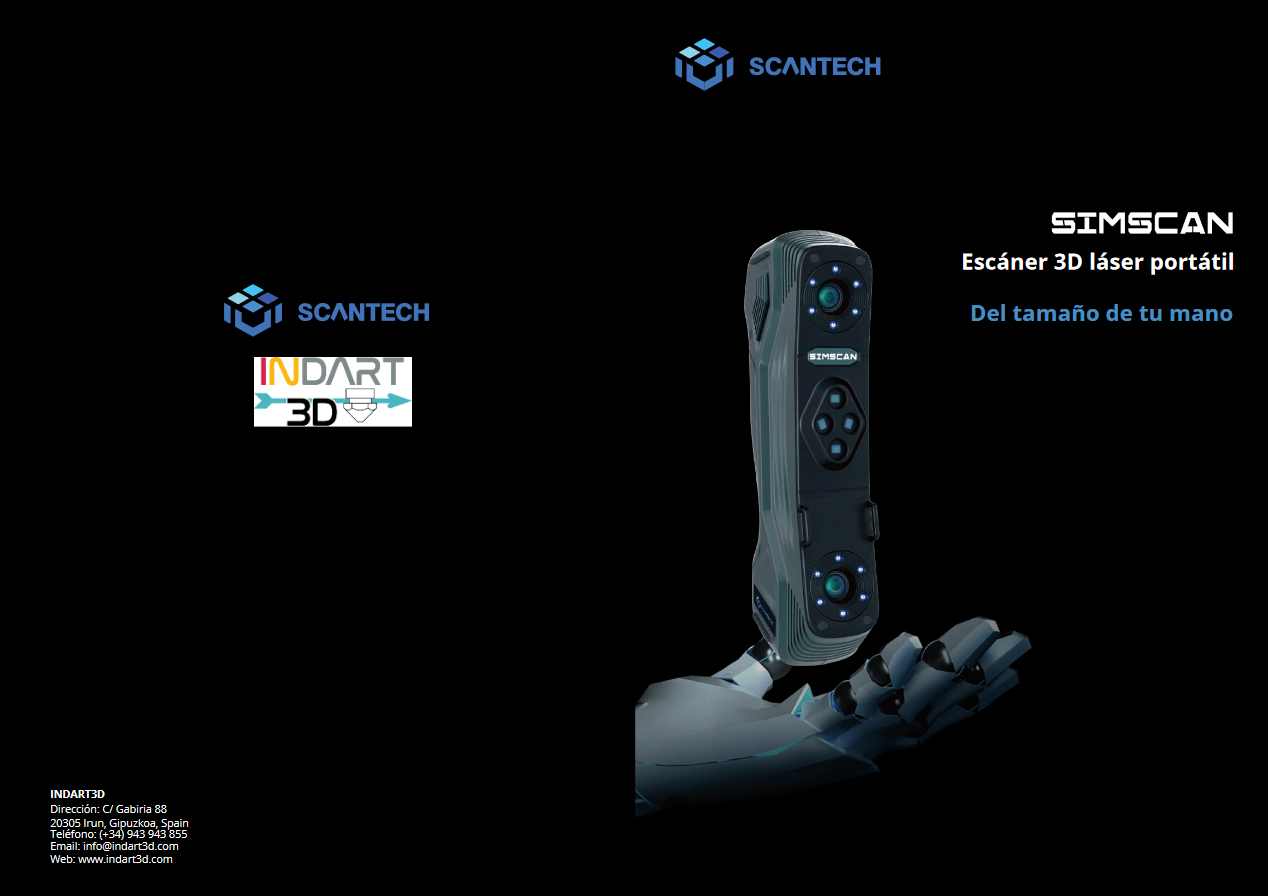 SCANTECH
SIMSCAN
Escáner 3D láser portátil
Del tamaño de tu mano
SIMSCAN
SCANTECH
INDART
3D
INDART3D
Dirección: C/ Gabiria 88
20305 Irun, Gipuzkoa, Spain
Teléfono: (+34) 943 943 855
Email: info@indart3d.com
Web: www.indart3d.com